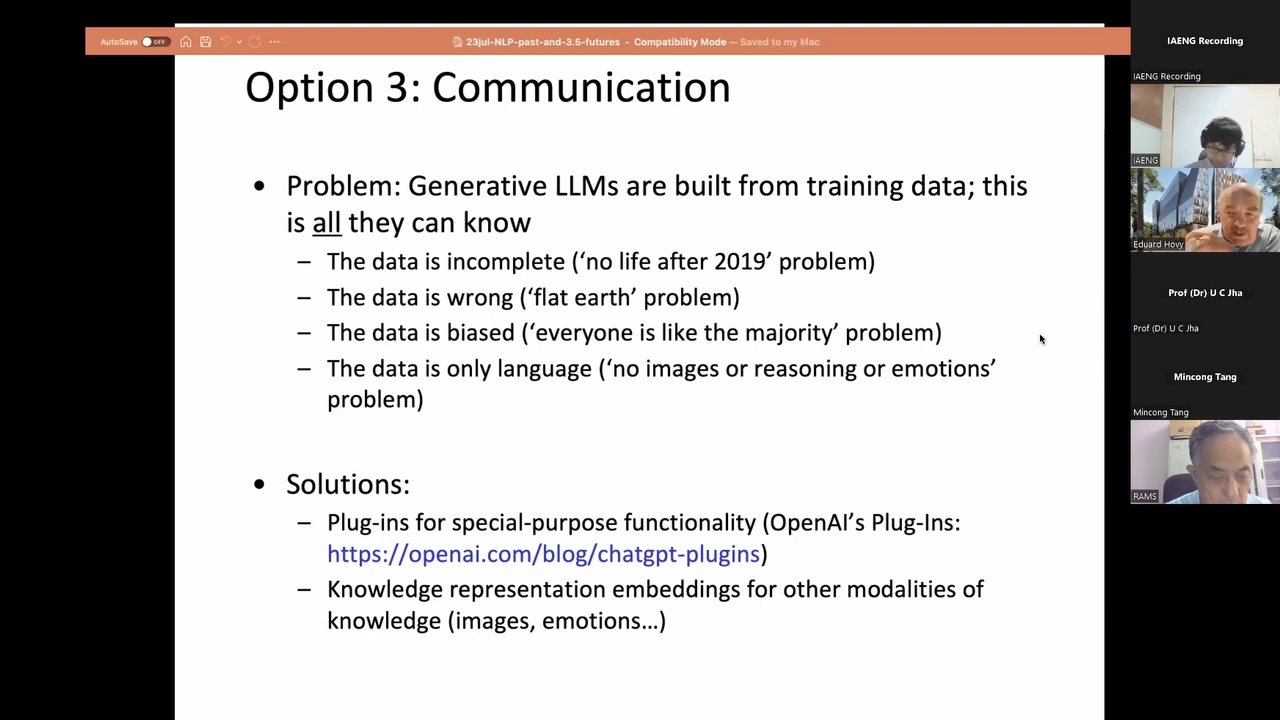 AutoSave OFF
23jul-NLP-past-and-3.5-futures - Compatibility Mode — Saved to my Mac
Option 3: Communication
• Problem: Generative LLMs are built from training data; this
is all they can know
– The data is incomplete (‘no life after 2019’ problem)
– The data is wrong (‘flat earth’ problem)
– The data is biased (‘everyone is like the majority’ problem)
– The data is only language (‘no images or reasoning or emotions’
problem)
• Solutions:
– Plug-ins for special-purpose functionality (OpenAI’s Plug-Ins:
https://openai.com/blog/chatgpt-plugins)
– Knowledge representation embeddings for other modalities of
knowledge (images, emotions…)
IAENG Recording
IAENG Recording
IAENG
Eduard Hovy
Prof (Dr) U C Jha
Prof (Dr) U C Jha
Mincong Tang
Mincong Tang
RAMS